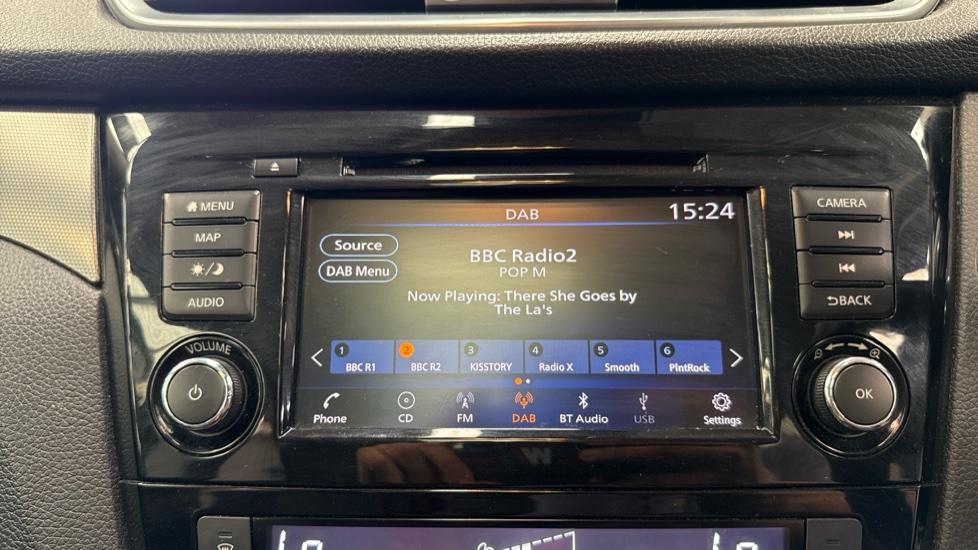 MENU
MAP
AUDIO
VOLUME
DAB
15:24
Source
DAB Menu
BBC Radio2
POP M
Now Playing: There She Goes by
The La's
1 2 3 4 5 6
BBC R1 BBC R2 KISSTORY Radio X Smooth PlntRock
Phone CD FM DAB BT Audio USB Settings
CAMERA
BACK
OK